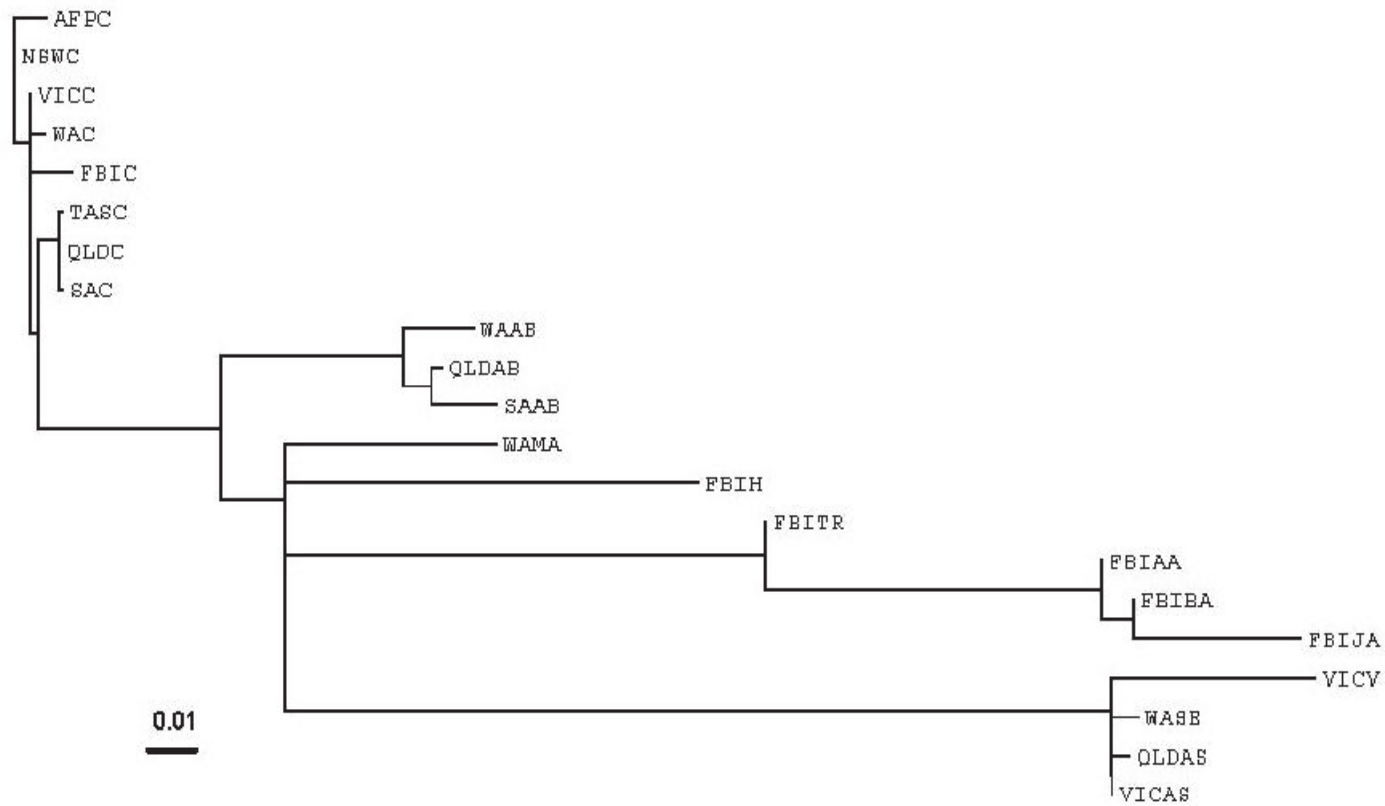 AFPC
NSWC
VICC
WAC
FBIC
TASC
QLDC
SAC
WAAB
QLDAB
SAAB
WAMA
FBIH
FBITR
FBIAA
FBIBA
FBIJA
VICV
0.01
WASE
QLDAS
VICAS